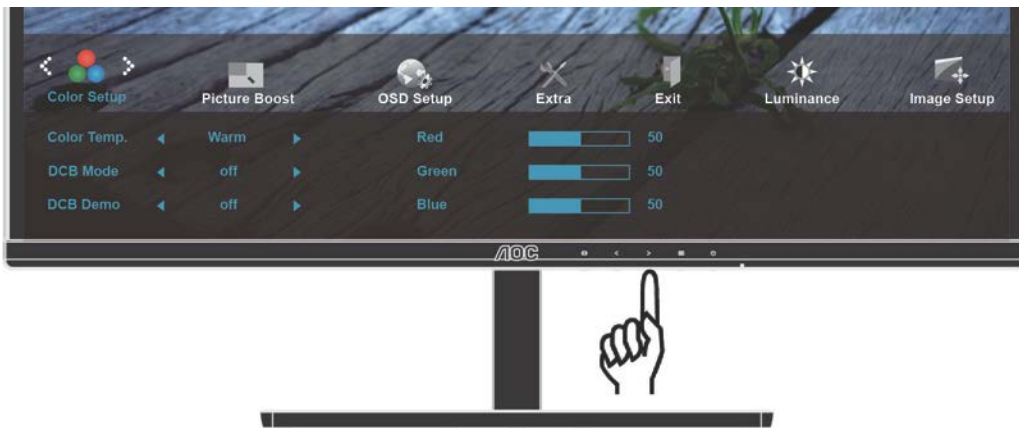 Color Setup Picture Boost OSD Setup Extra Exit Luminance Image Setup
Color Temp. Warm Red 50
DCB Mode off Green 50
DCB Demo off Blue 50
AOC